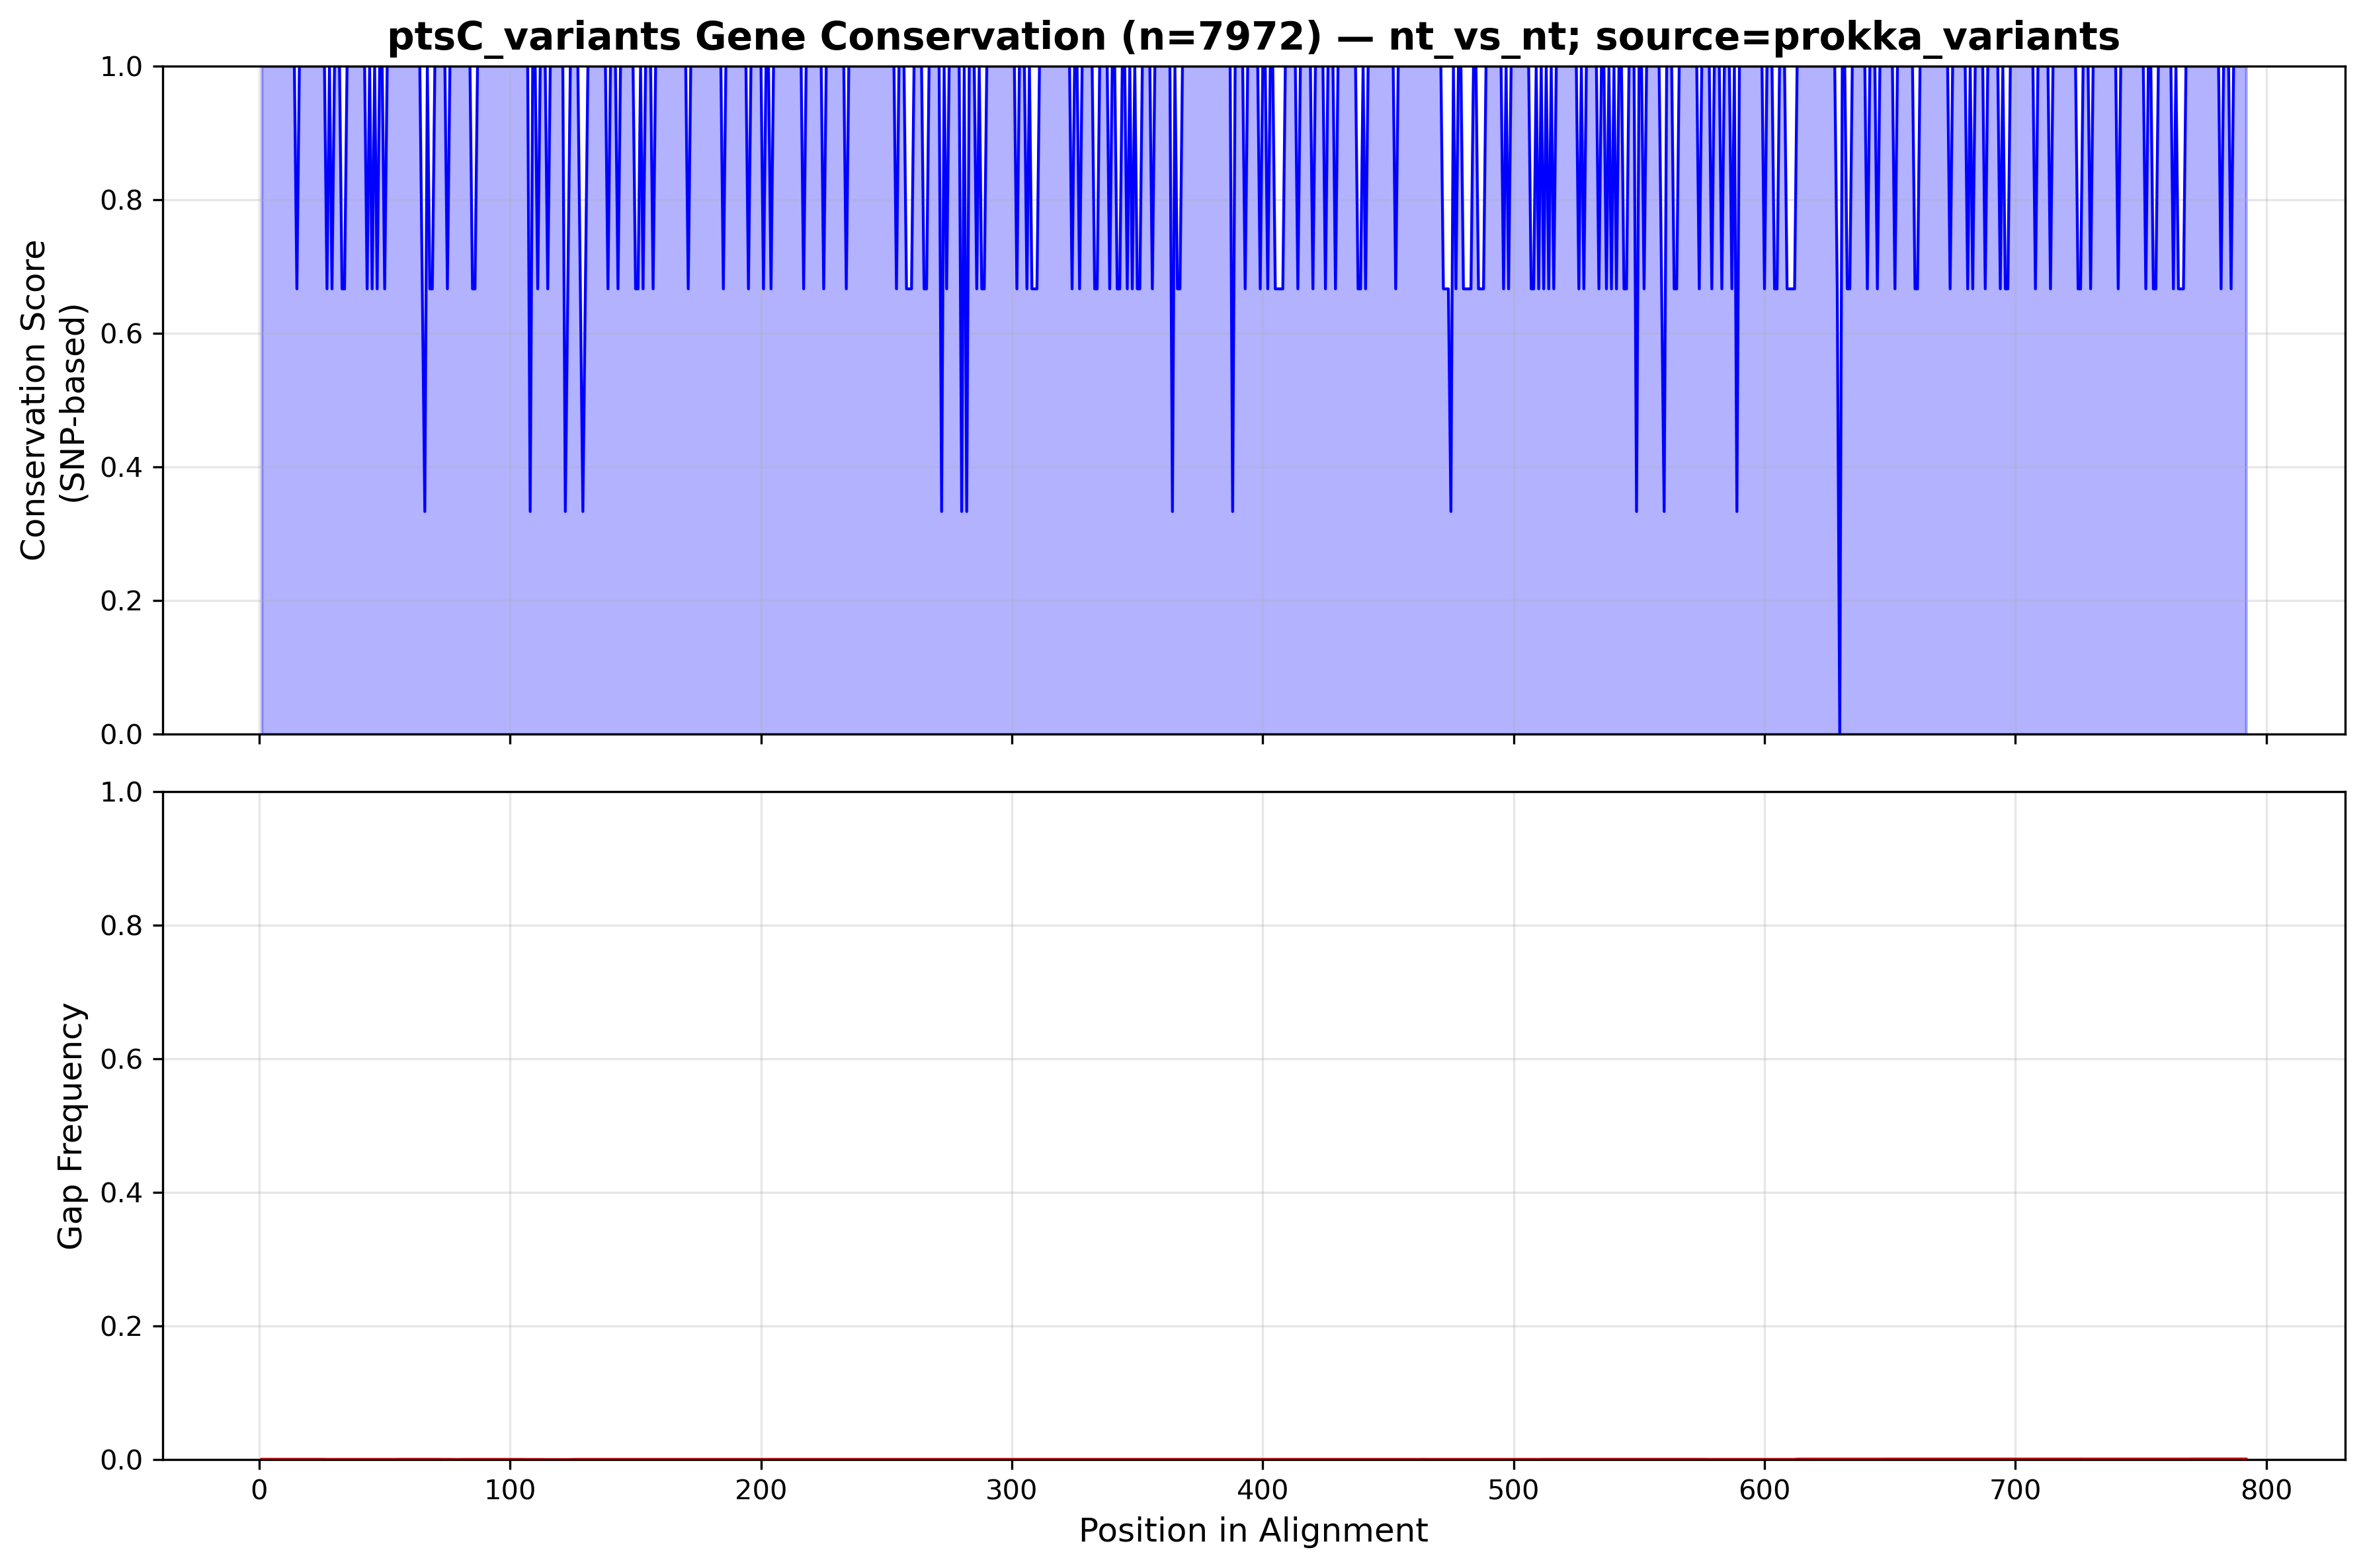 ptsC_variants Gene Conservation (n=7972) — nt_vs_nt; source=prokka_variants
Conservation Score
(SNP-based)
1.0
0.8
0.6
0.4
0.2
0.0
Gap Frequency
1.0
0.8
0.6
0.4
0.2
0.0
0 100 200 300 400 500 600 700 800
Position in Alignment